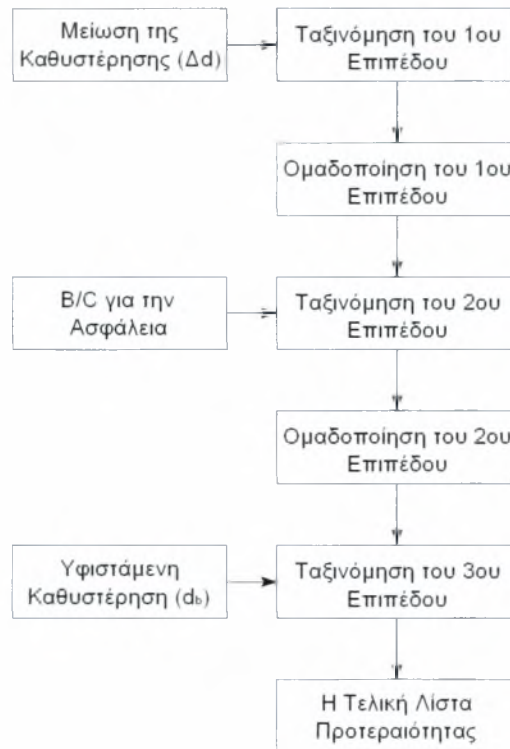 Μείωση της
Καθυστέρησης (Δd)
Ταξινόμηση του 1ου
Επιπέδου
Ομαδοποίηση του 1ου
Επιπέδου
B/C για την
Ασφάλεια
Ταξινόμηση του 2ου
Επιπέδου
Ομαδοποίηση του 2ου
Επιπέδου
Υφιστάμενη
Καθυστέρηση (db)
Ταξινόμηση του 3ου
Επιπέδου
Η Τελική Λίστα
Προτεραιότητας